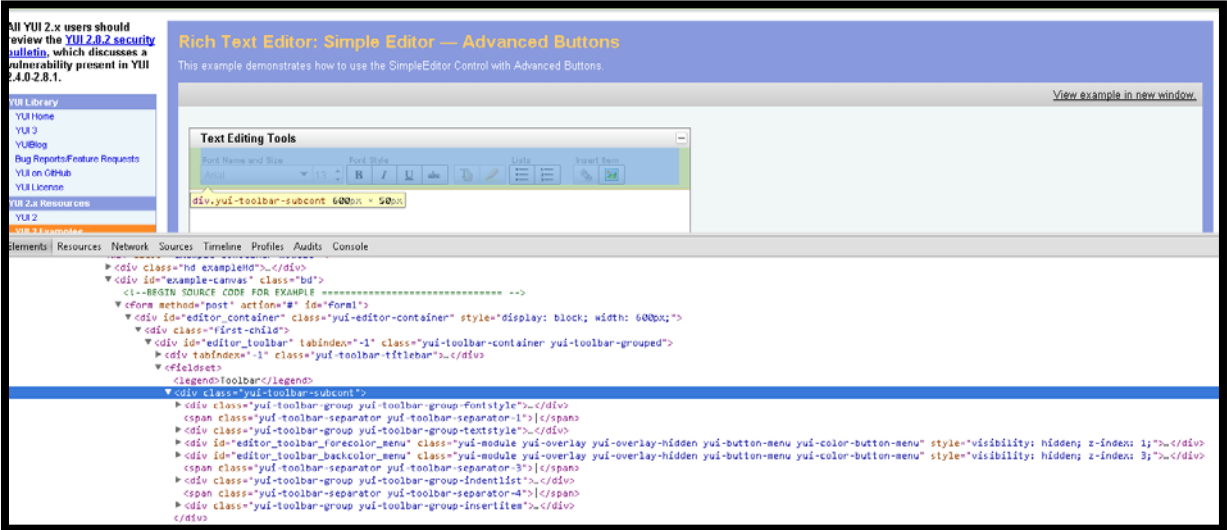 All YUI 2.x users should
review the YUI 2.8.2 security
bulletin, which discusses a
vulnerability present in YUI
2.4.0-2.8.1.
YUI Library
YUI Home
YUI 3
YUIBlog
Bug Reports/Feature Requests
YUI on GitHub
YUI License
YUI 2.x Resources
YUI 2
YUI 2 Examples
Rich Text Editor: Simple Editor — Advanced Buttons
This example demonstrates how to use the SimpleEditor Control with Advanced Buttons.
View example in new window.
Text Editing Tools
Font Name and Size Font Style Lists Insert Item
Arial 13 B I U abc
div.yui-toolbar-subcont 600px × 50px
Elements Resources Network Sources Timeline Profiles Audits Console
<div class="hd exampleHd">…</div>
<div id="example-canvas" class="bd">
<!--BEGIN SOURCE CODE FOR EXAMPLE =============================== -->
<form method="post" action="#" id="form1">
<div id="editor_container" class="yui-editor-container" style="display: block; width: 600px;">
<div class="first-child">
<div id="editor_toolbar" tabindex="-1" class="yui-toolbar-container yui-toolbar-grouped">
<div tabindex="-1" class="yui-toolbar-titlebar">…</div>
<fieldset>
<legend>Toolbar</legend>
<div class="yui-toolbar-subcont">
<div class="yui-toolbar-group yui-toolbar-group-fontstyle">…</div>
<span class="yui-toolbar-separator yui-toolbar-separator-1">|</span>
<div class="yui-toolbar-group yui-toolbar-group-textstyle">…</div>
<div id="editor_toolbar_forecolor_menu" class="yui-module yui-overlay yui-overlay-hidden yui-button-menu yui-color-button-menu" style="visibility: hidden; z-index: 1;">…</div>
<div id="editor_toolbar_backcolor_menu" class="yui-module yui-overlay yui-overlay-hidden yui-button-menu yui-color-button-menu" style="visibility: hidden; z-index: 3;">…</div>
<span class="yui-toolbar-separator yui-toolbar-separator-3">|</span>
<div class="yui-toolbar-group yui-toolbar-group-indentlist">…</div>
<span class="yui-toolbar-separator yui-toolbar-separator-4">|</span>
<div class="yui-toolbar-group yui-toolbar-group-insertitem">…</div>
</div>